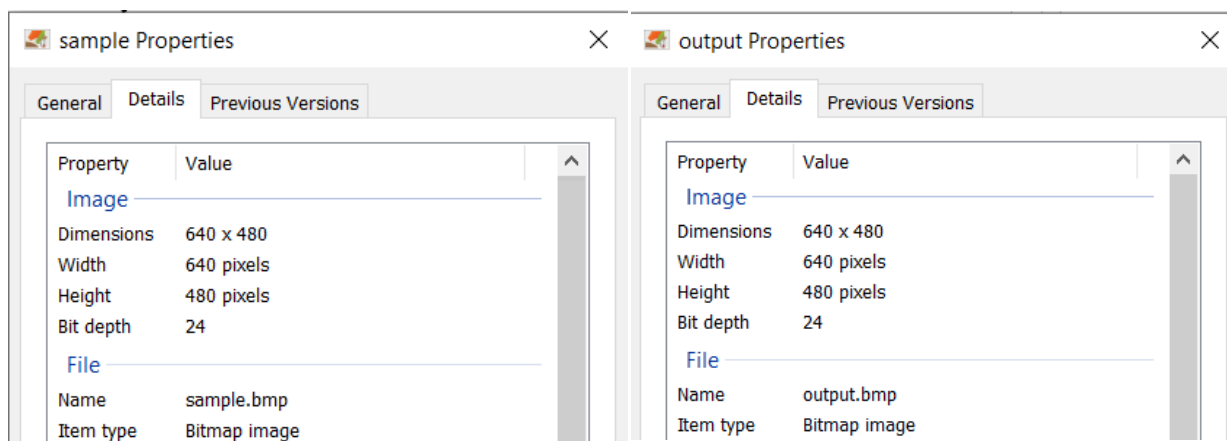 sample Properties
General Details Previous Versions
Property Value
Image
Dimensions 640 x 480
Width 640 pixels
Height 480 pixels
Bit depth 24
File
Name sample.bmp
Item type Bitmap image
output Properties
General Details Previous Versions
Property Value
Image
Dimensions 640 x 480
Width 640 pixels
Height 480 pixels
Bit depth 24
File
Name output.bmp
Item type Bitmap image